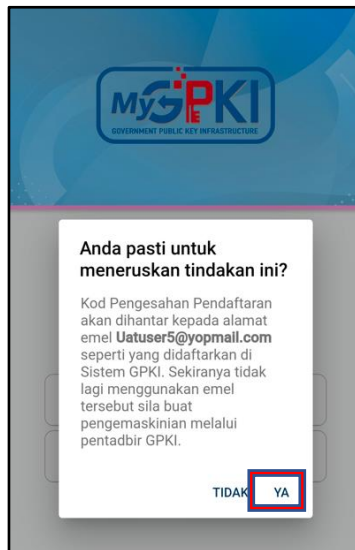 MyGPKI
GOVERNMENT PUBLIC KEY INFRASTRUCTURE
Anda pasti untuk
meneruskan tindakan ini?
Kod Pengesahan Pendaftaran
akan dihantar kepada alamat
emel Uatuser5@yopmail.com
seperti yang didaftarkan di
Sistem GPKI. Sekiranya tidak
lagi menggunakan emel
tersebut sila buat
pengemaskinian melalui
pentadbir GPKI.
TIDAK YA